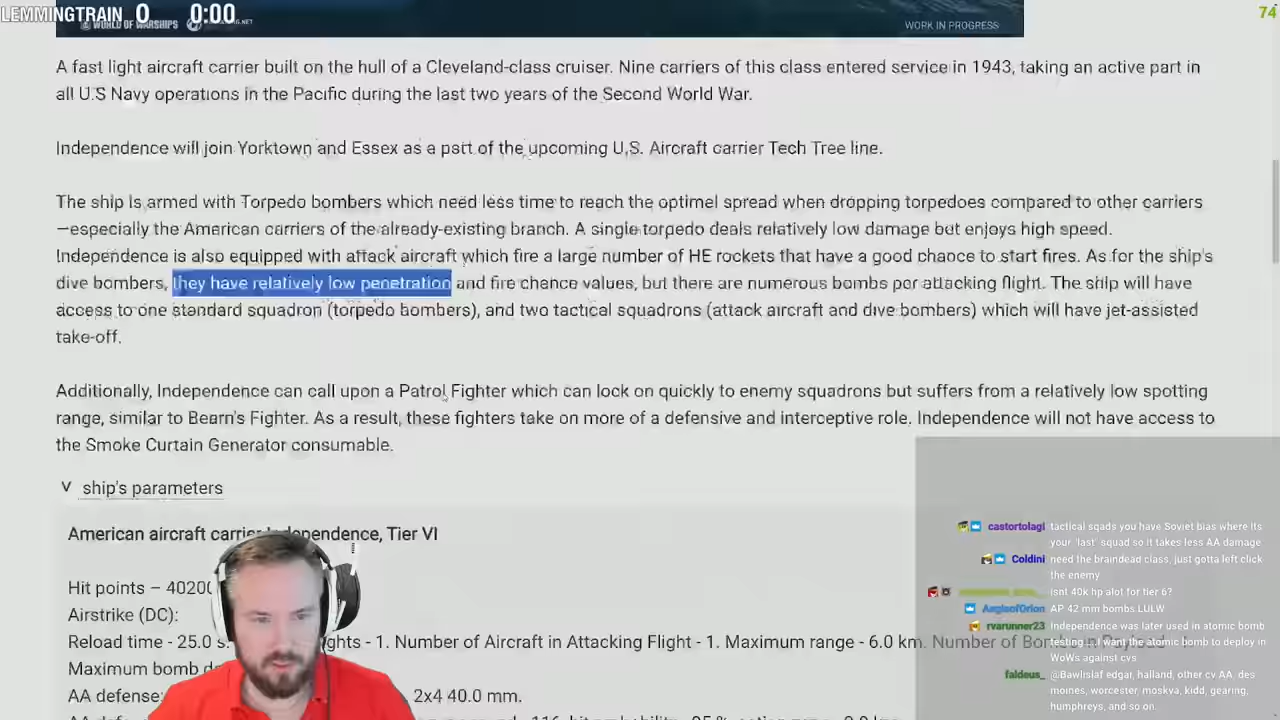 LEMMINGTRAIN 0 0:00
74
WORLD OF WARSHIPS
WORK IN PROGRESS
A fast light aircraft carrier built on the hull of a Cleveland-class cruiser. Nine carriers of this class entered service in 1943, taking an active part in
all U.S Navy operations in the Pacific during the last two years of the Second World War.
Independence will join Yorktown and Essex as a part of the upcoming U.S. Aircraft carrier Tech Tree line.
The ship is armed with Torpedo bombers which need less time to reach the optimal spread when dropping torpedoes compared to other carriers
—especially the American carriers of the already-existing branch. A single torpedo deals relatively low damage but enjoys high speed.
Independence is also equipped with attack aircraft which fire a large number of HE rockets that have a good chance to start fires. As for the ship's
dive bombers, they have relatively low penetration and fire chance values, but there are numerous bombs per attacking flight. The ship will have
access to one standard squadron (torpedo bombers), and two tactical squadrons (attack aircraft and dive bombers) which will have jet-assisted
take-off.
Additionally, Independence can call upon a Patrol Fighter which can lock on quickly to enemy squadrons but suffers from a relatively low spotting
range, similar to Bearn's Fighter. As a result, these fighters take on more of a defensive and interceptive role. Independence will not have access to
the Smoke Curtain Generator consumable.
ship's parameters
American aircraft carrier Independence, Tier VI
Hit points – 40200
Airstrike (DC):
Reload time - 25.0 s. ghts - 1. Number of Aircraft in Attacking Flight - 1. Maximum range - 6.0 km. Number of Bombs in Payload
Maximum bomb
AA defense: 2x4 40.0 mm.
castortolagi tactical sqads you have Soviet bias where its
your 'last' squad so it takes less AA damage
Coldini need the braindead class, just gotta left click
the enemy
isnt 40k hp alot for tier 6?
AegisofOrion AP 42 mm bombs LULW
rvarunner23 Independence was later used in atomic bomb
testing I want the atomic bomb to deploy in
WoWs against cvs
faldeus_ @Bawlislaf edgar, halland, other cv AA, des
moines, worcester, moskva, kidd, gearing,
humphreys, and so on.